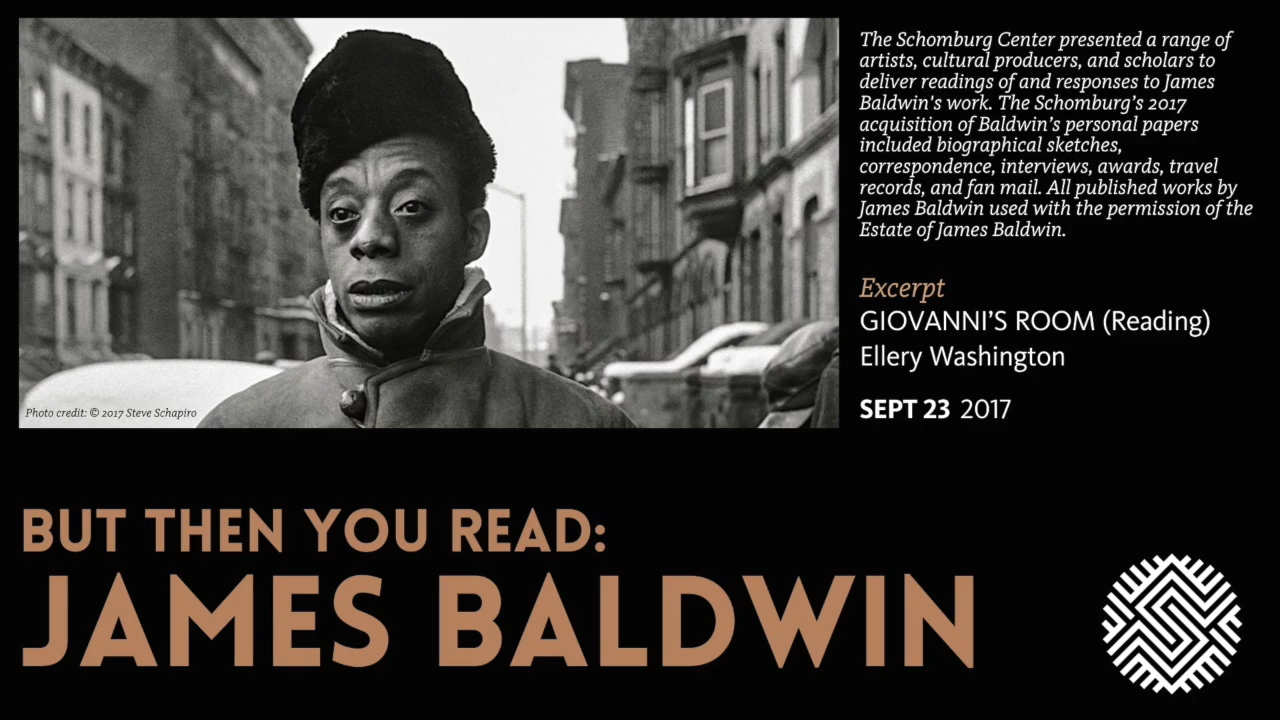 The Schomburg Center presented a range of
artists, cultural producers, and scholars to
deliver readings of and responses to James
Baldwin's work. The Schomburg’s 2017
acquisition of Baldwin’s personal papers
included biographical sketches,
correspondence, interviews, awards, travel
records, and fan mail. All published works by
James Baldwin used with the permission of the
Estate of James Baldwin.
Excerpt
GIOVANNI’S ROOM (Reading)
Ellery Washington
SEPT 23 2017
Photo credit: © 2017 Steve Schapiro
BUT THEN YOU READ:
JAMES BALDWIN